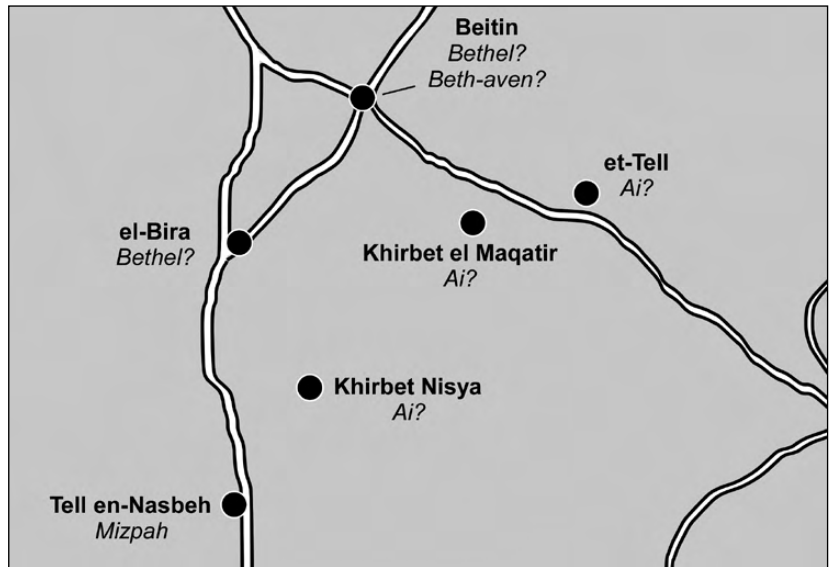 Beitin
Bethel?
Beth-aven?
et-Tell
Ai?
el-Bira
Bethel?
Khirbet el Maqatir
Ai?
Khirbet Nisya
Ai?
Tell en-Nasbeh
Mizpah